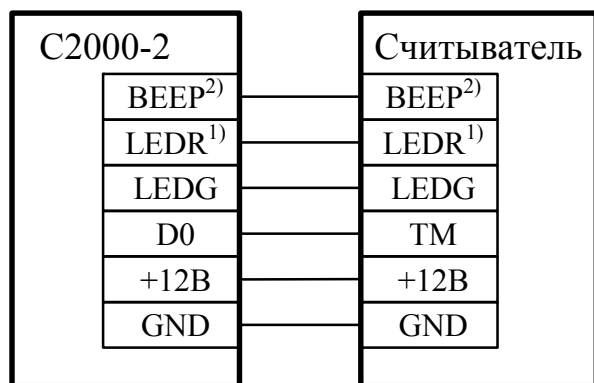 С2000-2 Считыватель
BEEP2) BEEP2)
LEDR1) LEDR1)
LEDG LEDG
D0 TM
+12В +12В
GND GND